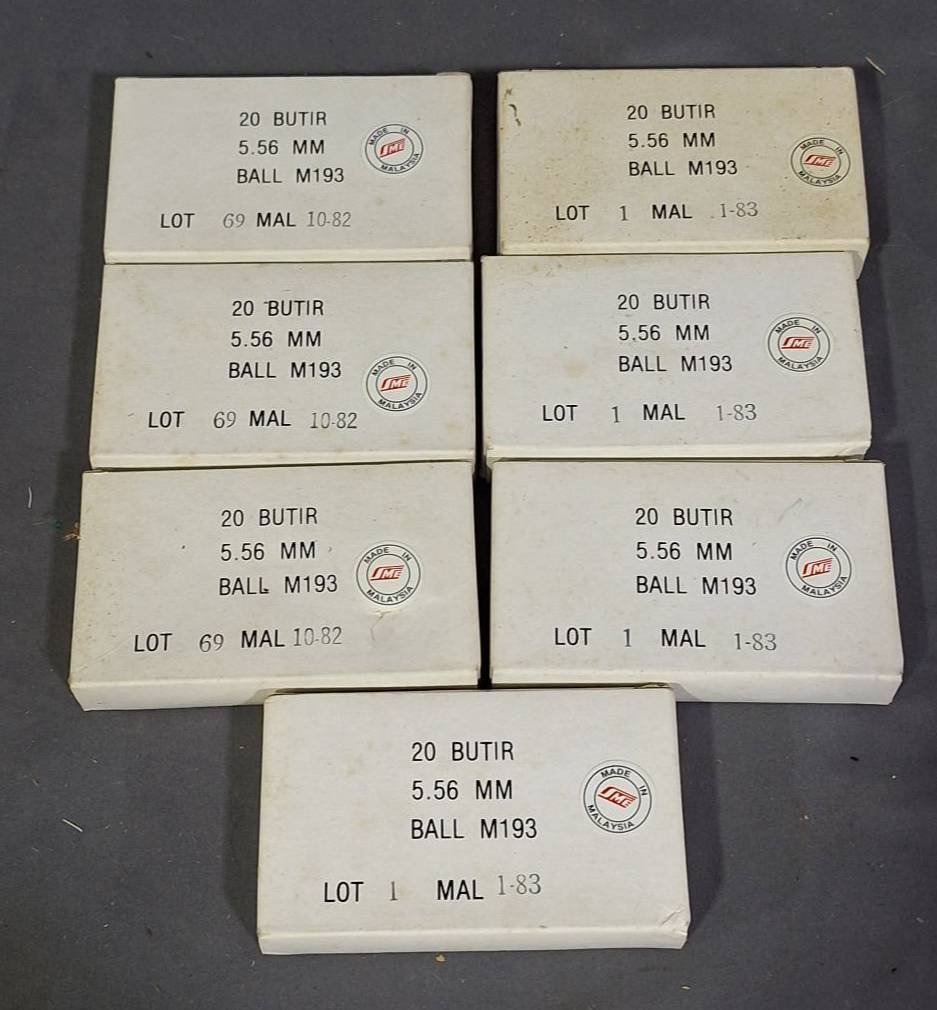 20 BUTIR
5.56 MM
BALL M193
LOT 69 MAL 10-82
MADE IN
SME
MALAYSIA
20 BUTIR
5.56 MM
BALL M193
LOT 1 MAL 1-83
MADE IN
SME
MALAYSIA
20 BUTIR
5.56 MM
BALL M193
LOT 69 MAL 10-82
MADE IN
SME
MALAYSIA
20 BUTIR
5.56 MM
BALL M193
LOT 1 MAL 1-83
MADE IN
SME
MALAYSIA
20 BUTIR
5.56 MM
BALL M193
LOT 69 MAL 10-82
MADE IN
SME
MALAYSIA
20 BUTIR
5.56 MM
BALL M193
LOT 1 MAL 1-83
MADE IN
SME
MALAYSIA
20 BUTIR
5.56 MM
BALL M193
LOT 1 MAL 1-83
MADE IN
SME
MALAYSIA